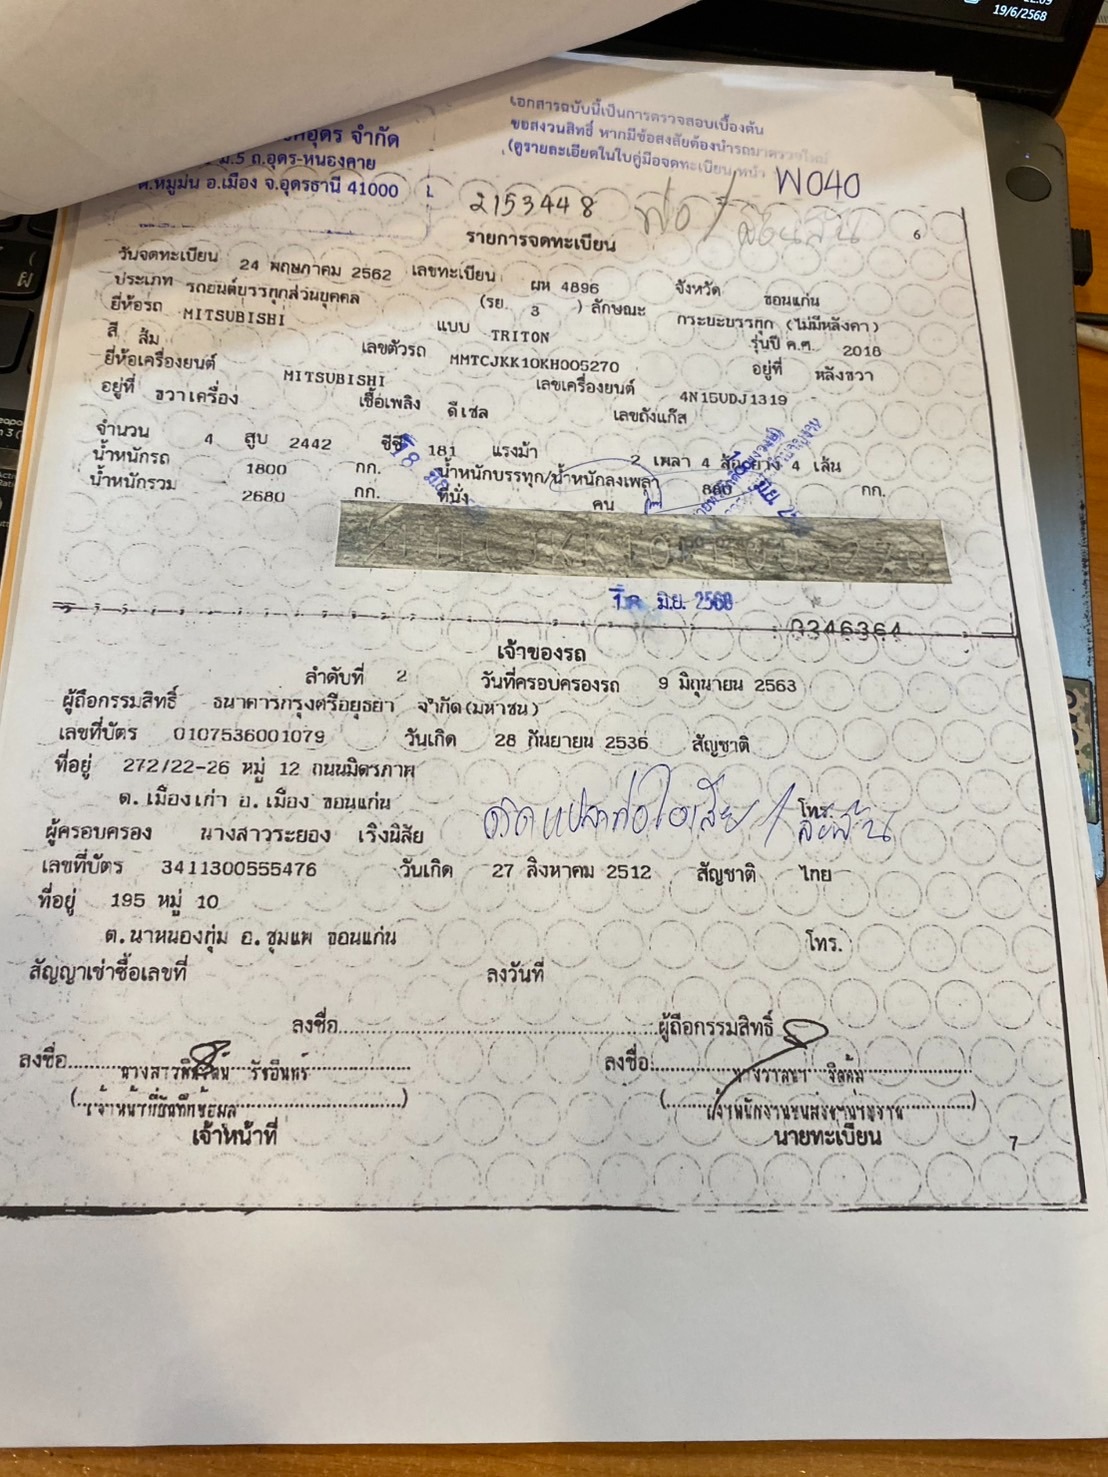 19/6/2568
เอกสารฉบับนี้เป็นการตรวจสอบเบื้องต้น
อุดร จำกัด
ขอสงวนสิทธิ์ หากมีข้อสงสัยต้องนำรถมาตรวจ
ม.5 ถ.อุดร-หนองคาย
(ดูรายละเอียดในใบคู่มือจดทะเบียน หน้า W040
ต.หมูม่น อ.เมือง จ.อุดรธานี 41000
2153448
6
รายการจดทะเบียน
วันจดทะเบียน 24 พฤษภาคม 2562 เลขทะเบียน ผห 4896 จังหวัด ขอนแก่น
ประเภท รถยนต์บรรทุกส่วนบุคคล (รย. 3 ) ลักษณะ กระบะบรรทุก (ไม่มีหลังคา)
ยี่ห้อรถ MITSUBISHI แบบ TRITON รุ่นปี ค.ศ. 2018
สี ส้ม เลขตัวรถ MMTCJKK10KH005270 อยู่ที่ หลังขวา
ยี่ห้อเครื่องยนต์ MITSUBISHI เลขเครื่องยนต์ 4N15UDJ1319
อยู่ที่ ขวาเครื่อง เชื้อเพลิง ดีเซล เลขถังแก๊ส
จำนวน 4 สูบ 2442 ซีซี 181 แรงม้า 2 เพลา 4 ล้อ ยาง 4 เส้น
น้ำหนักรถ 1800 กก. น้ำหนักบรรทุก/น้ำหนักลงเพลา 880 กก.
น้ำหนักรวม 2680 กก. ที่นั่ง คน
มิ.ย. 2568
0346364
เจ้าของรถ
ลำดับที่ 2 วันที่ครอบครองรถ 9 มิถุนายน 2563
ผู้ถือกรรมสิทธิ์ ธนาคารกรุงศรีอยุธยา จำกัด(มหาชน)
เลขที่บัตร 0107536001079 วันเกิด 28 กันยายน 2536 สัญชาติ
ที่อยู่ 272/22-26 หมู่ 12 ถนนมิตรภาพ
ต.เมืองเก่า อ.เมือง ขอนแก่น โทร.
ผู้ครอบครอง นางสาวระยอง เริงนิสัย
เลขที่บัตร 3411300555476 วันเกิด 27 สิงหาคม 2512 สัญชาติ ไทย
ที่อยู่ 195 หมู่ 10
ต.นาหนองทุ่ม อ.ชุมแพ ขอนแก่น โทร.
สัญญาเช่าซื้อเลขที่ ลงวันที่
ลงชื่อ ผู้ถือกรรมสิทธิ์
ลงชื่อ ลงชื่อ
(เจ้าหน้าที่บันทึกข้อมูล)
เจ้าหน้าที่ นายทะเบียน
7